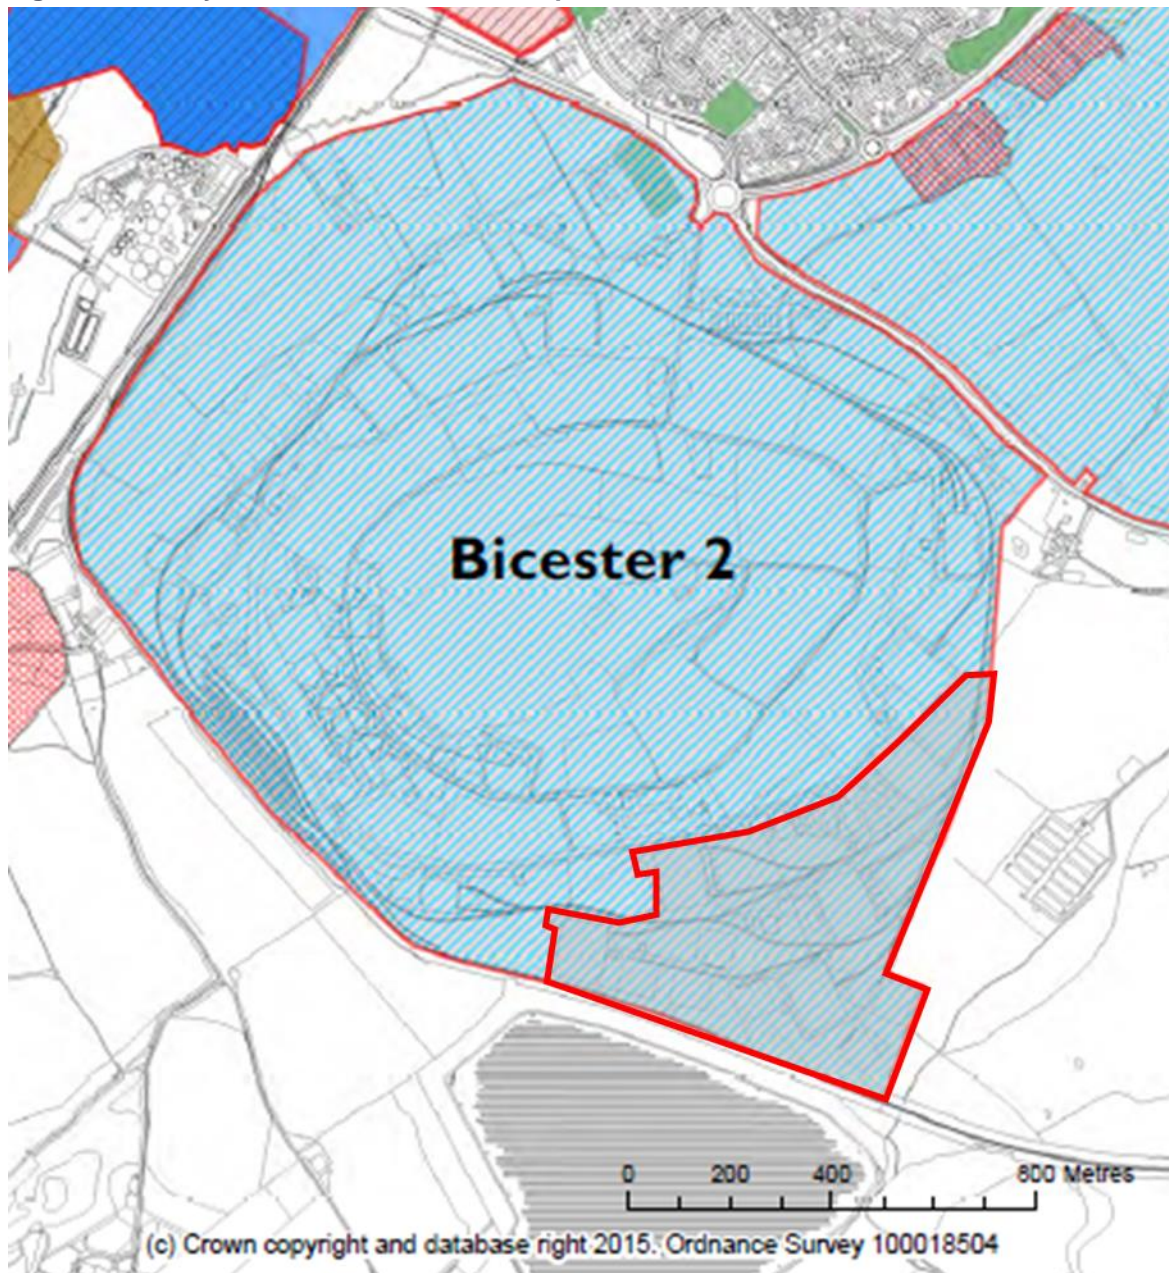 Bicester 2
0 200 400 800 Metres
(c) Crown copyright and database right 2015. Ordnance Survey 100018504